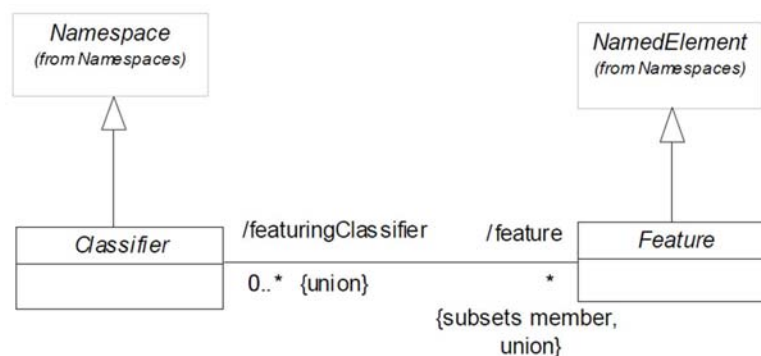 Namespace
(from Namespaces)
NamedElement
(from Namespaces)
Classifier
/featuringClassifier
/feature
Feature
0..*
{union}
*
{subsets member,
union}